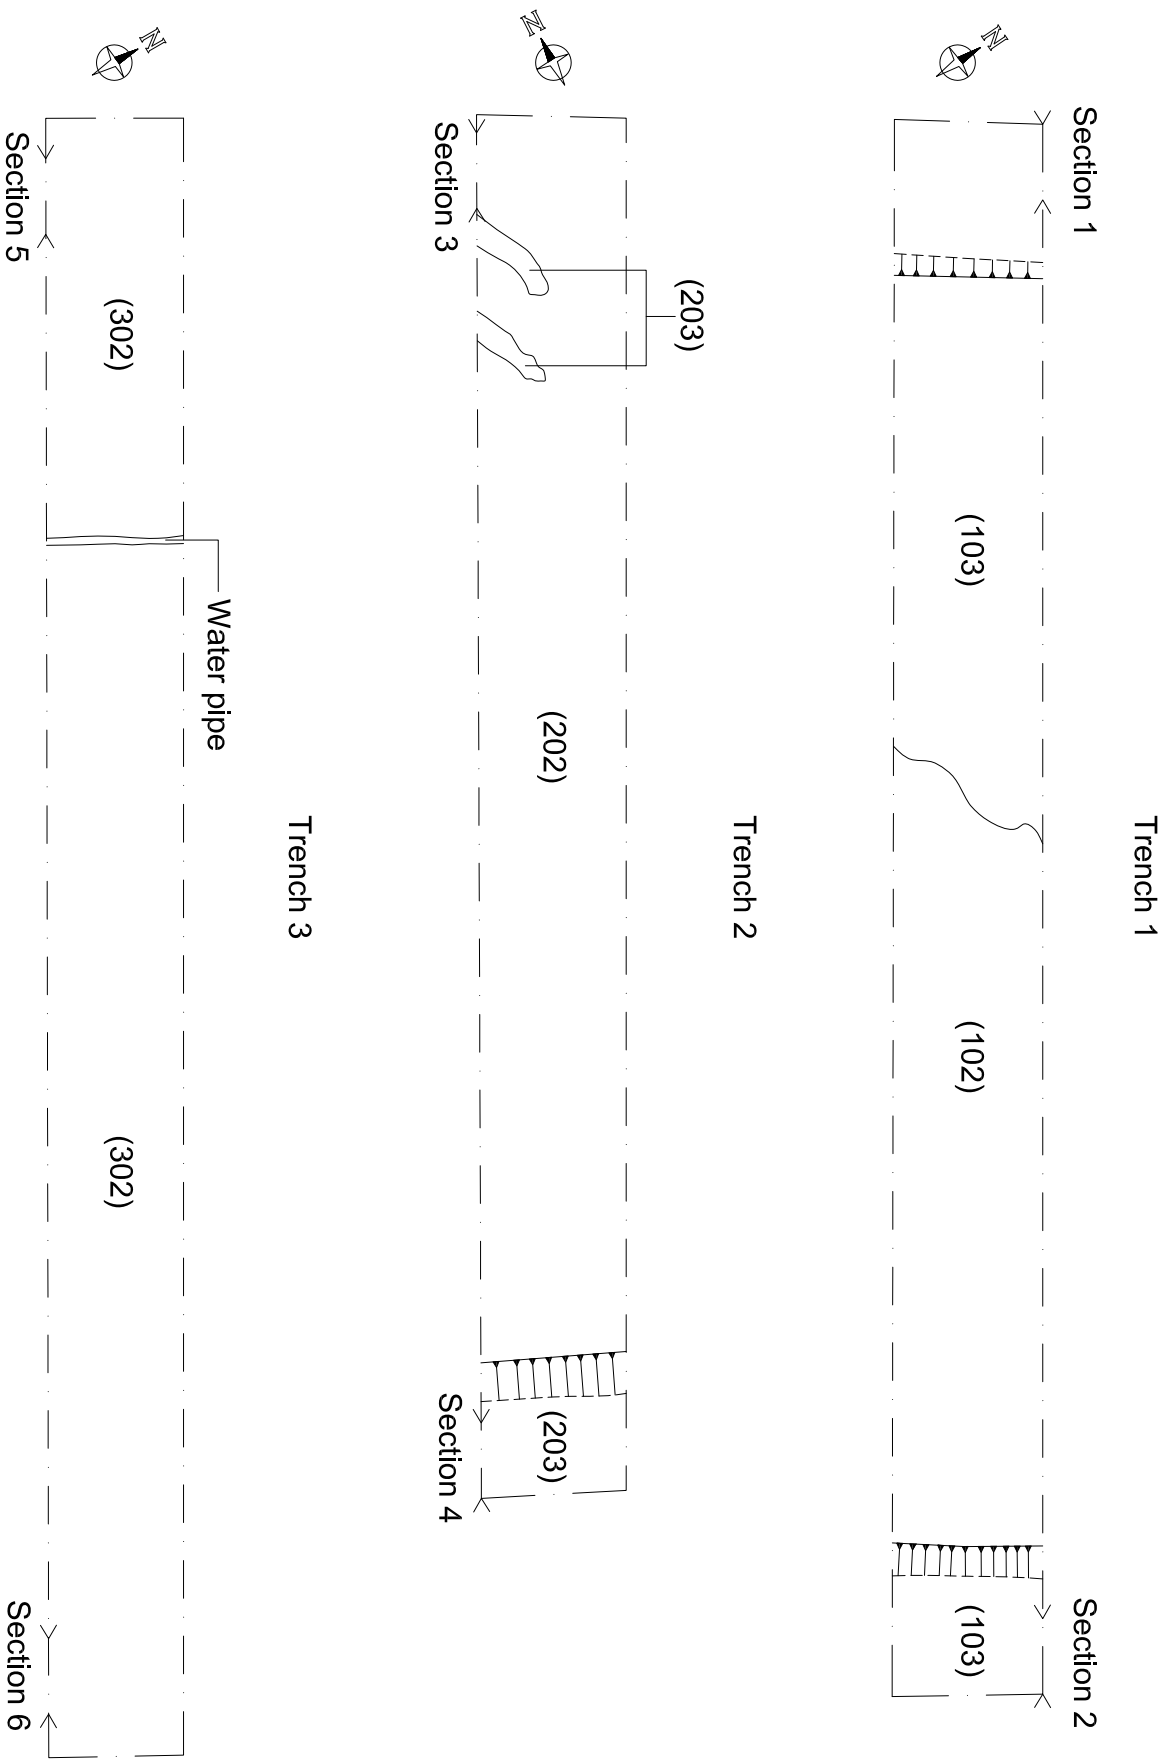 Trench 1
Section 1
Section 2
N
(103)
(102)
(103)
Trench 2
(203)
N
(202)
(203)
Section 3
Section 4
Trench 3
Water pipe
N
(302)
(302)
Section 5
Section 6